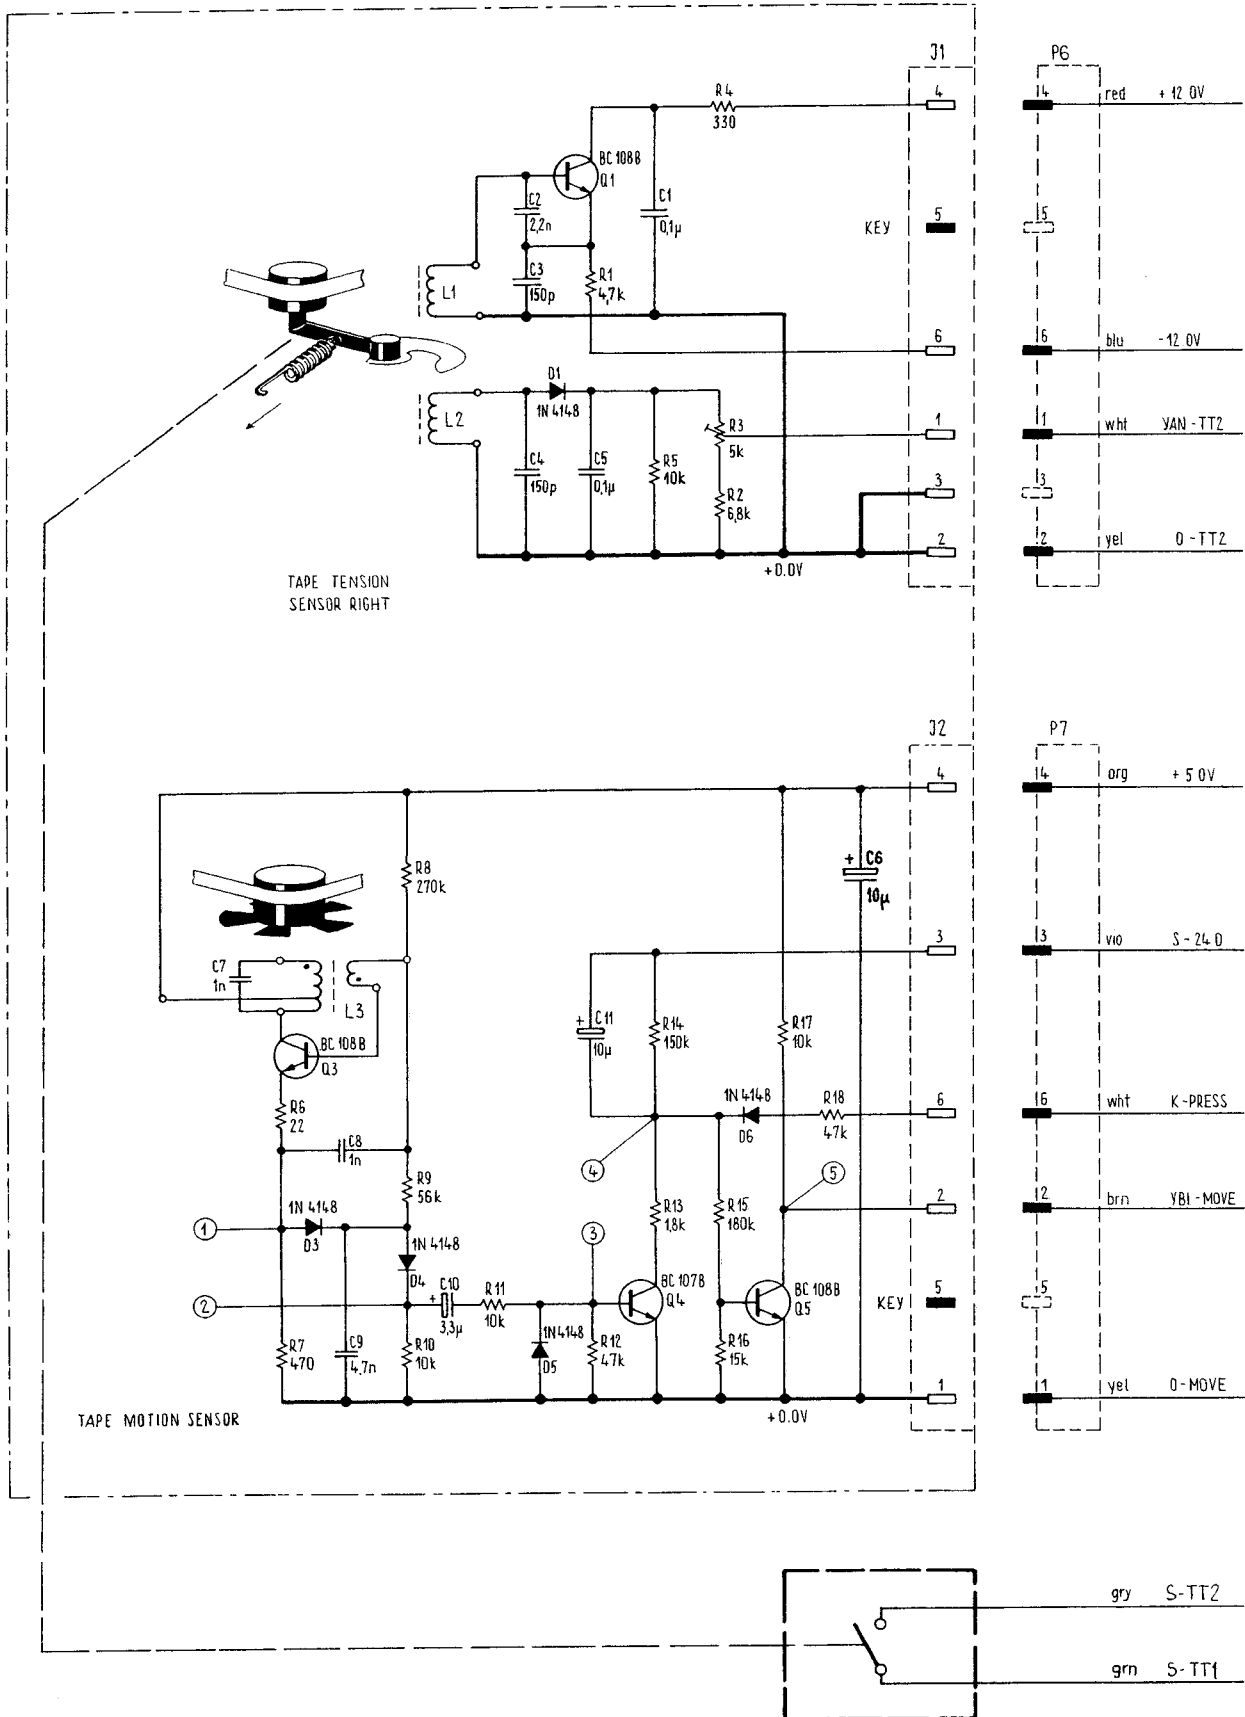 J1
P6
R4
330
4
4
red + 12 0V
BC 108B
Q1
C2
2,2n
C1
0,1µ
KEY
5
5
L1
C3
150p
R1
4,7k
6
6
blu -12 0V
D1
1N 4148
L2
R3
5k
1
1
wht YAN - TT2
C4
150p
C5
0,1µ
R5
10k
R2
6,8k
3
3
2
2
yel 0 - TT2
+0.0V
TAPE TENSION
SENSOR RIGHT
J2
P7
4
4
org + 5 0V
R8
270k
+ C6
10µ
3
3
vio S - 24 D
C7
1n
L3
+ C11
10µ
R14
150k
R17
10k
BC 108B
Q3
1N 4148
D6
R18
47k
6
6
wht K-PRESS
R6
22
C8
1n
4
5
R9
56k
R13
1,8k
R15
180k
2
2
brn YBI - MOVE
1
1N 4148
D3
1N 4148
D4
3
2
+ C10
3,3µ
R11
10k
BC 107B
Q4
BC 108B
Q5
KEY
5
5
R7
470
C9
4,7n
R10
10k
1N4148
D5
R12
47k
R16
15k
1
1
yel 0 - MOVE
+0.0V
TAPE MOTION SENSOR
gry S-TT2
grn S-TT1